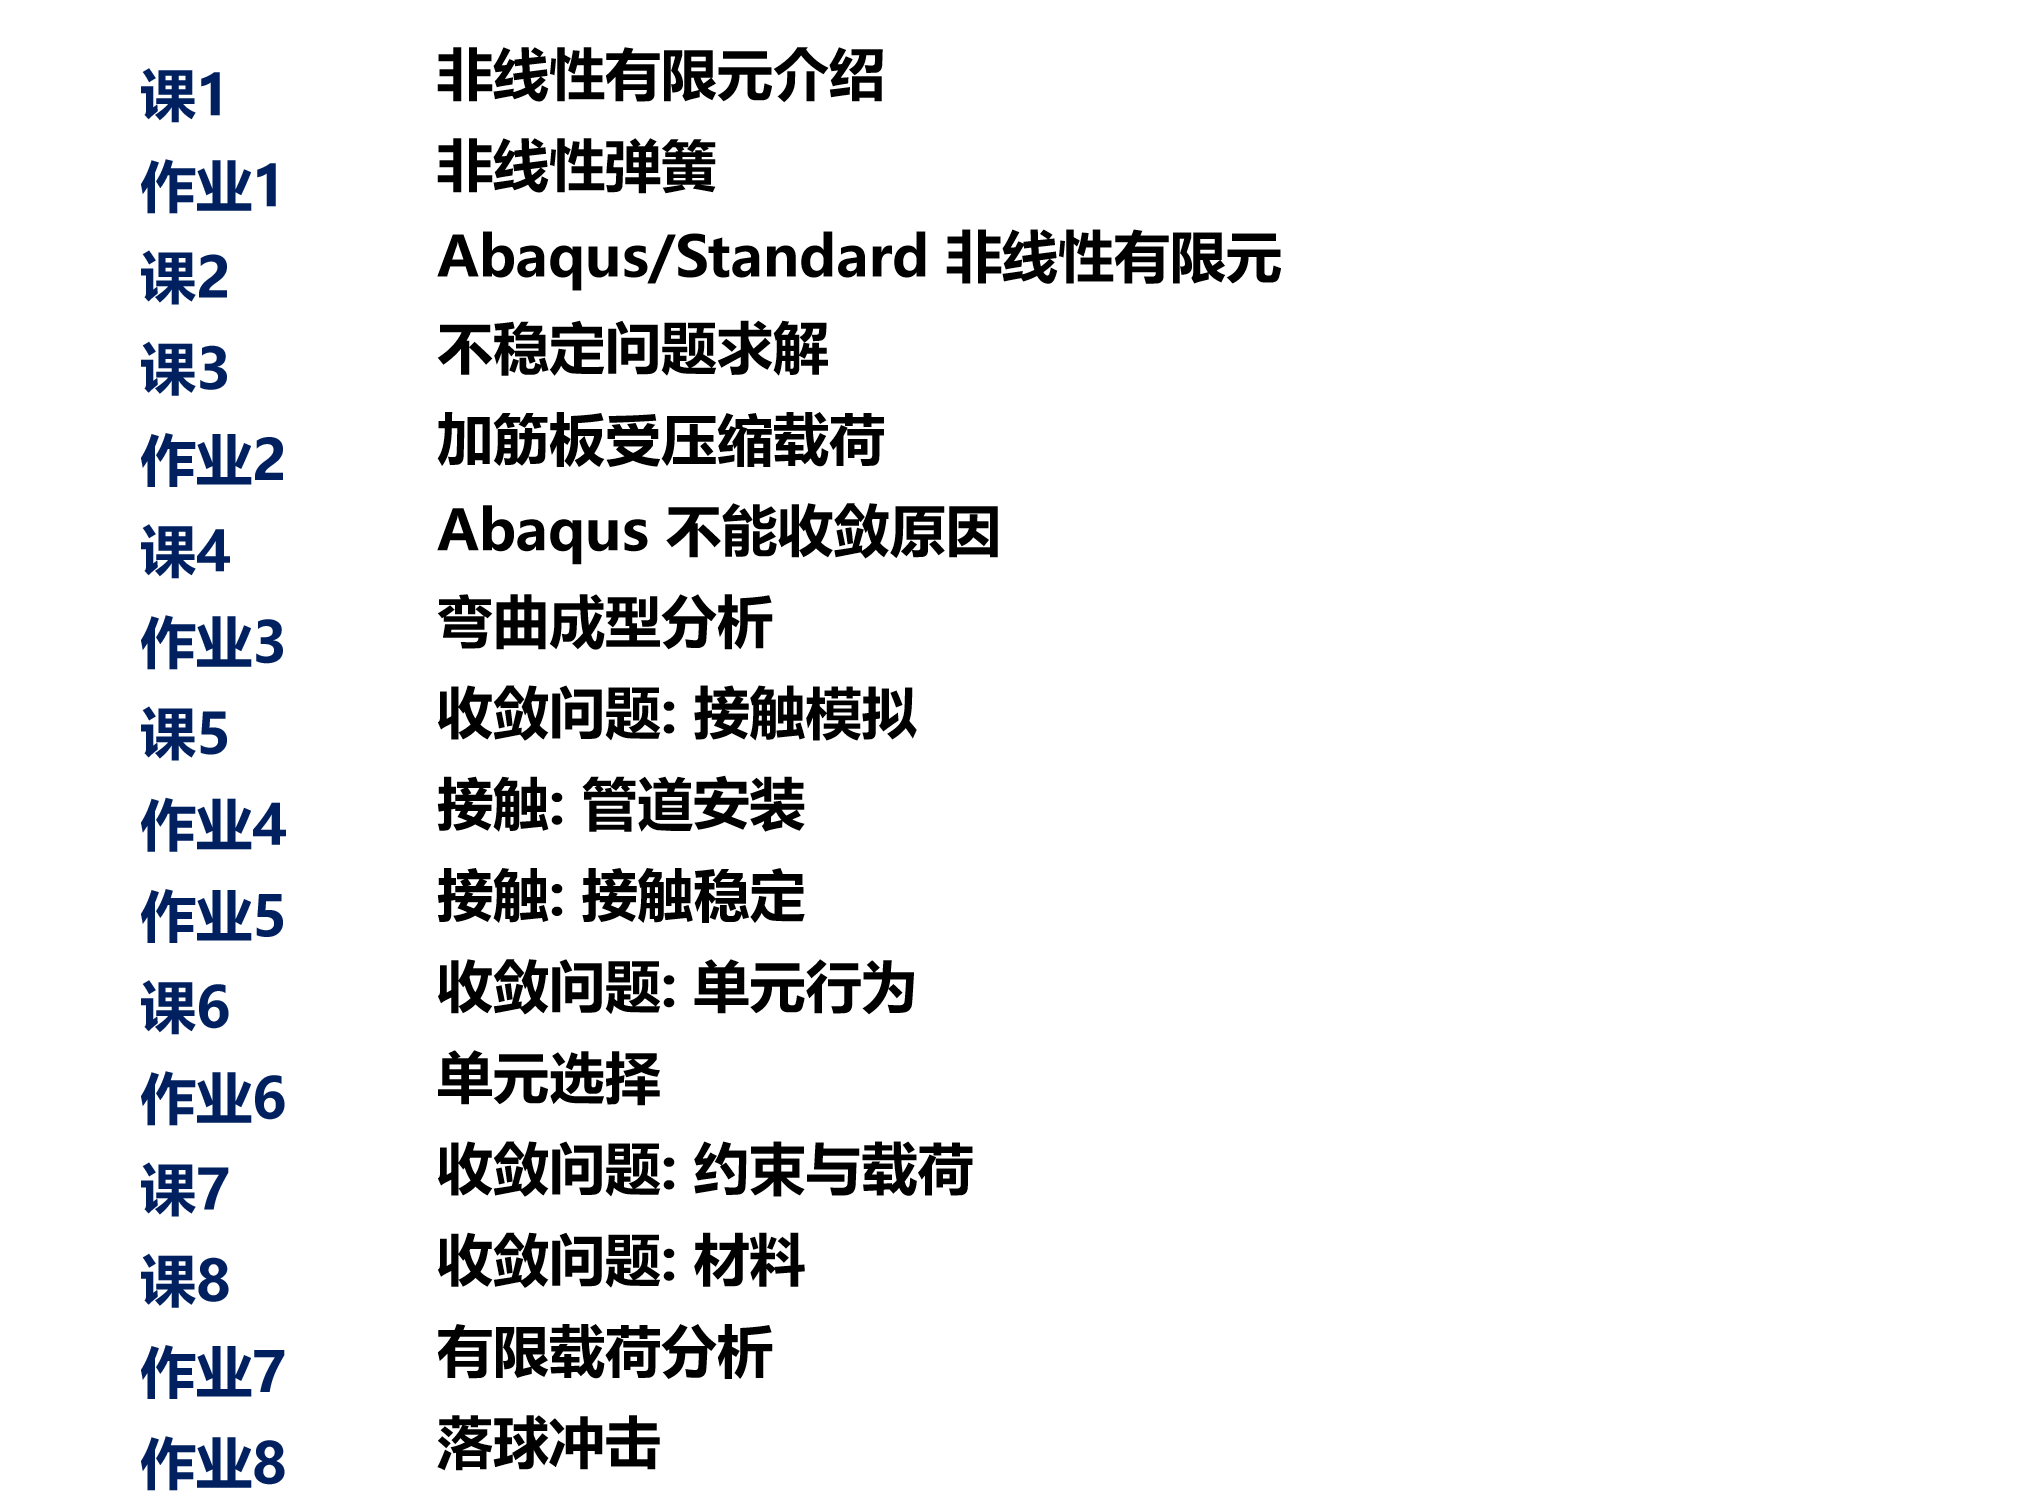 课1 非线性有限元介绍
作业1 非线性弹簧
课2 Abaqus/Standard 非线性有限元
课3 不稳定问题求解
作业2 加筋板受压缩载荷
课4 Abaqus 不能收敛原因
作业3 弯曲成型分析
课5 收敛问题: 接触模拟
作业4 接触: 管道安装
作业5 接触: 接触稳定
课6 收敛问题: 单元行为
作业6 单元选择
课7 收敛问题: 约束与载荷
课8 收敛问题: 材料
作业7 有限载荷分析
作业8 落球冲击